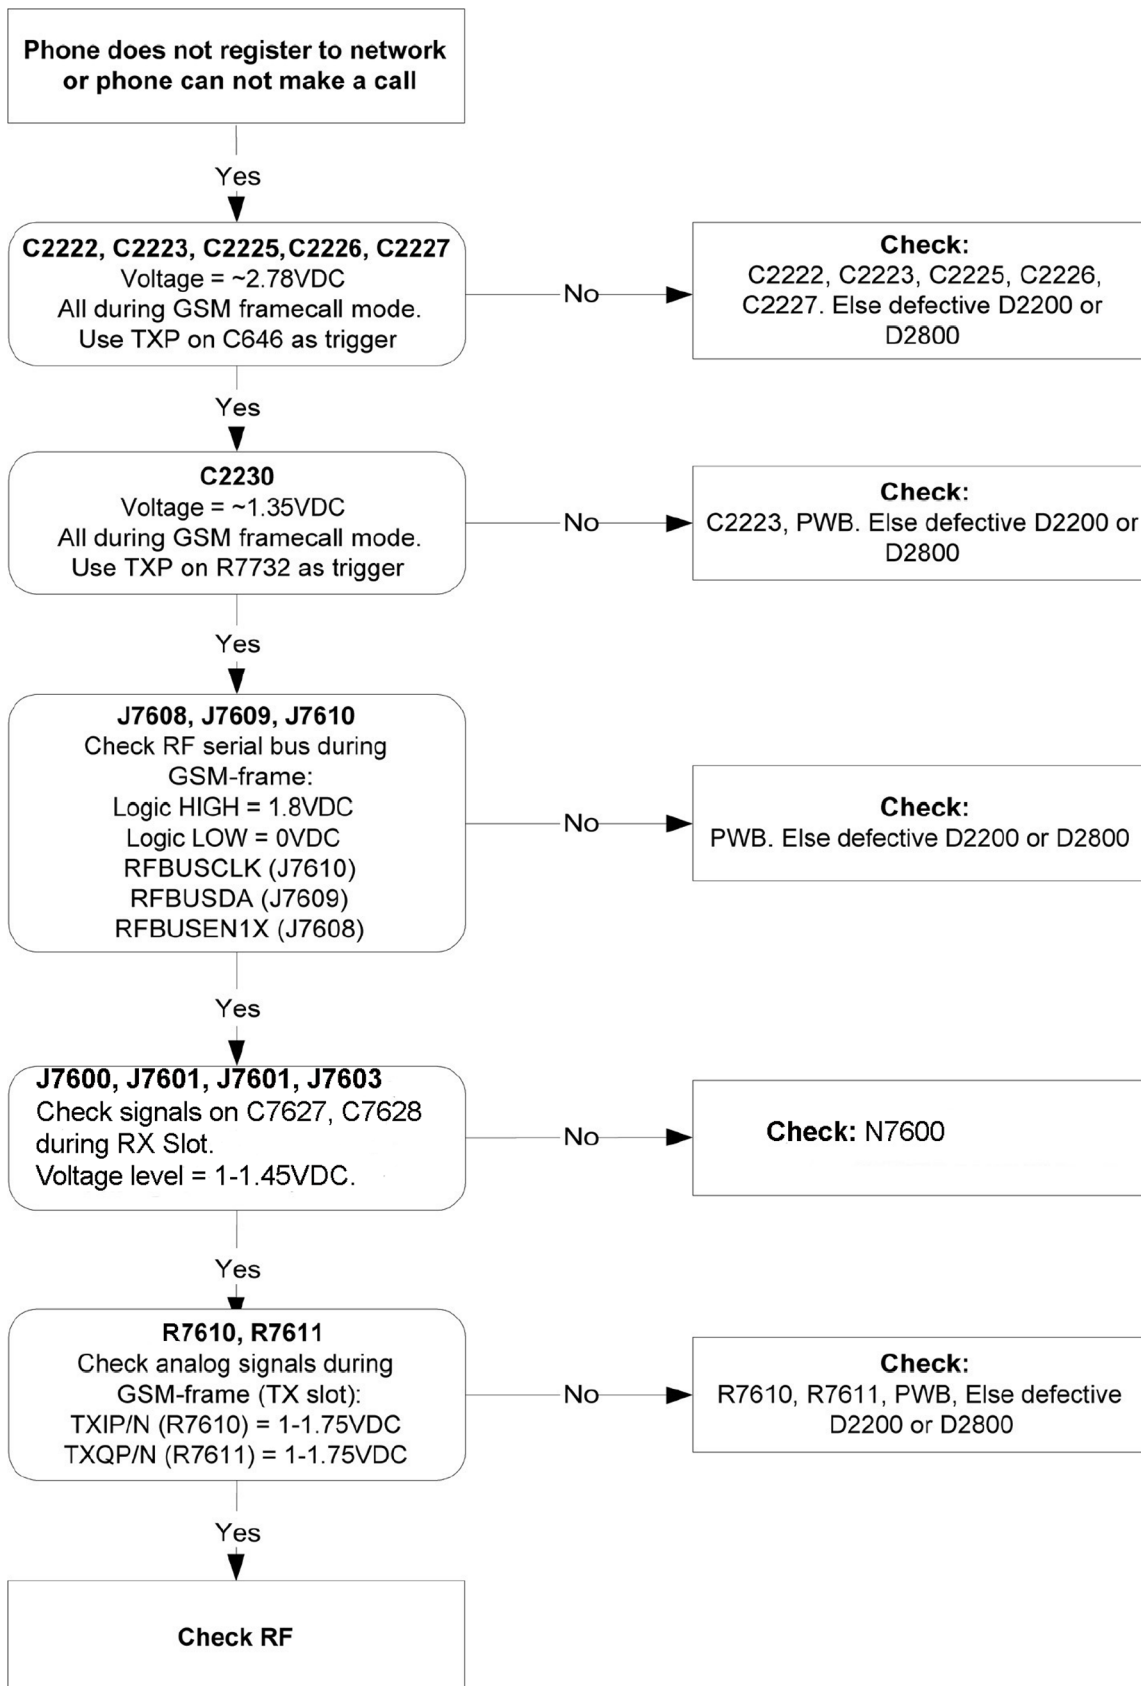 Phone does not register to network
or phone can not make a call
Yes
C2222, C2223, C2225,C2226, C2227
Voltage = ~2.78VDC
All during GSM framecall mode.
Use TXP on C646 as trigger
No
Check:
C2222, C2223, C2225, C2226,
C2227. Else defective D2200 or
D2800
Yes
C2230
Voltage = ~1.35VDC
All during GSM framecall mode.
Use TXP on R7732 as trigger
No
Check:
C2223, PWB. Else defective D2200 or
D2800
Yes
J7608, J7609, J7610
Check RF serial bus during
GSM-frame:
Logic HIGH = 1.8VDC
Logic LOW = 0VDC
RFBUSCLK (J7610)
RFBUSDA (J7609)
RFBUSEN1X (J7608)
No
Check:
PWB. Else defective D2200 or D2800
Yes
J7600, J7601, J7601, J7603
Check signals on C7627, C7628
during RX Slot.
Voltage level = 1-1.45VDC.
No
Check: N7600
Yes
R7610, R7611
Check analog signals during
GSM-frame (TX slot):
TXIP/N (R7610) = 1-1.75VDC
TXQP/N (R7611) = 1-1.75VDC
No
Check:
R7610, R7611, PWB, Else defective
D2200 or D2800
Yes
Check RF